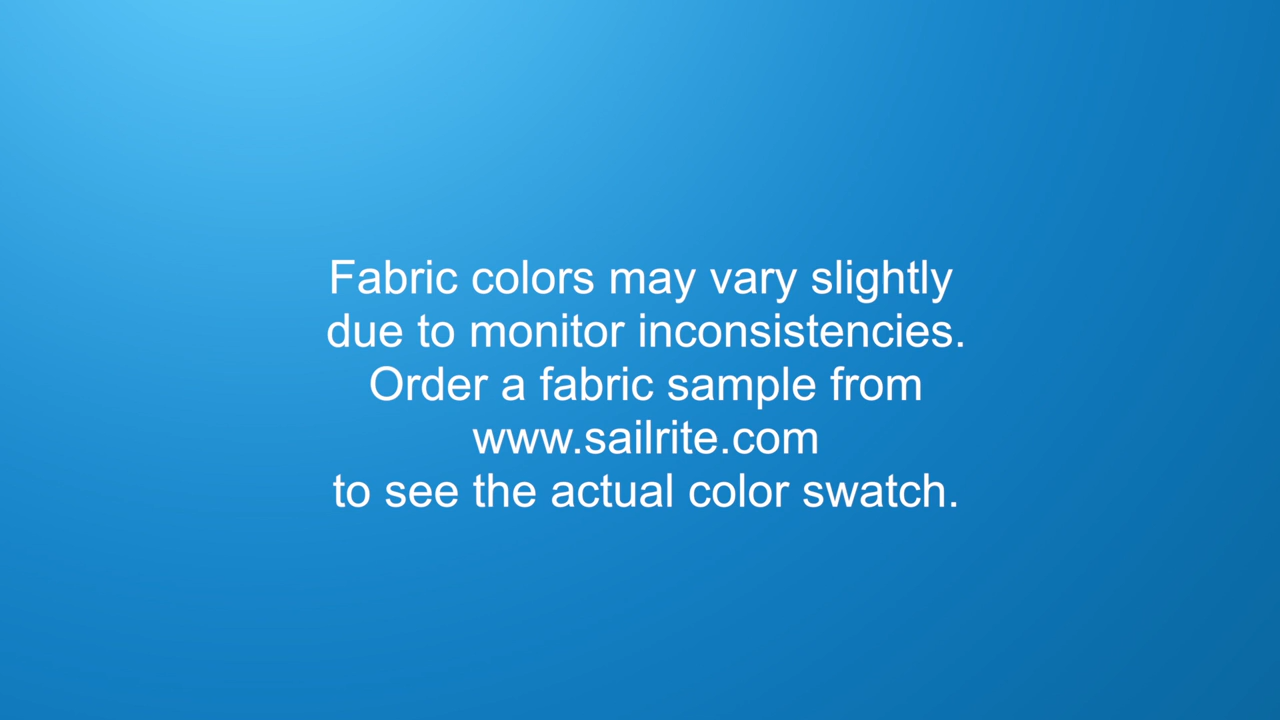 Fabric colors may vary slightly
due to monitor inconsistencies.
Order a fabric sample from
www.sailrite.com
to see the actual color swatch.